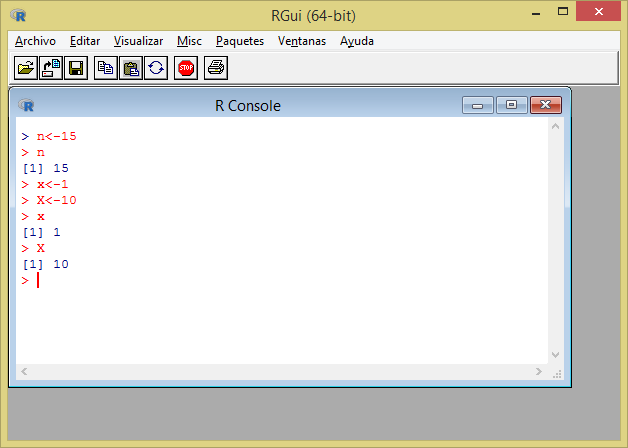 RGui (64-bit)
Archivo Editar Visualizar Misc Paquetes Ventanas Ayuda
STOP
R Console
> n<-15
> n
[1] 15
> x<-1
> X<-10
> x
[1] 1
> X
[1] 10
>